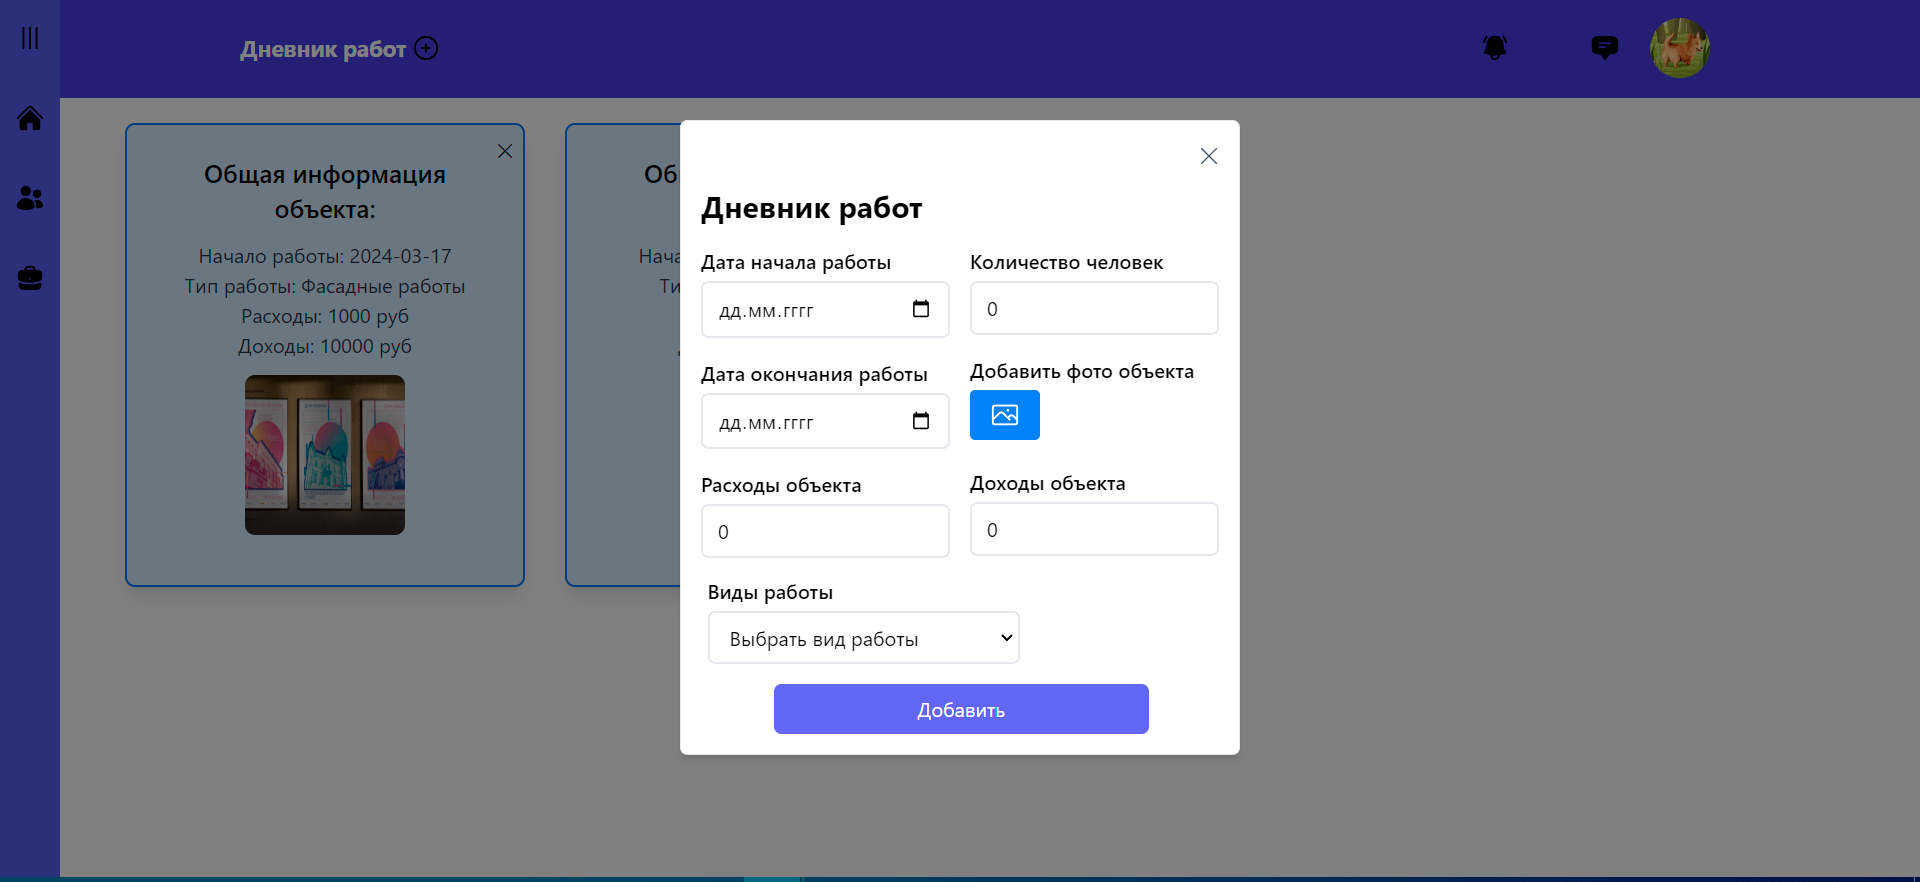 Дневник работ
Общая информация
объекта:
Начало работы: 2024-03-17
Тип работы: Фасадные работы
Расходы: 1000 руб
Доходы: 10000 руб
Об
Нача
Ти
Дневник работ
Дата начала работы
Количество человек
дд.мм.гггг
0
Дата окончания работы
Добавить фото объекта
дд.мм.гггг
Расходы объекта
Доходы объекта
0
0
Виды работы
Выбрать вид работы
Добавить